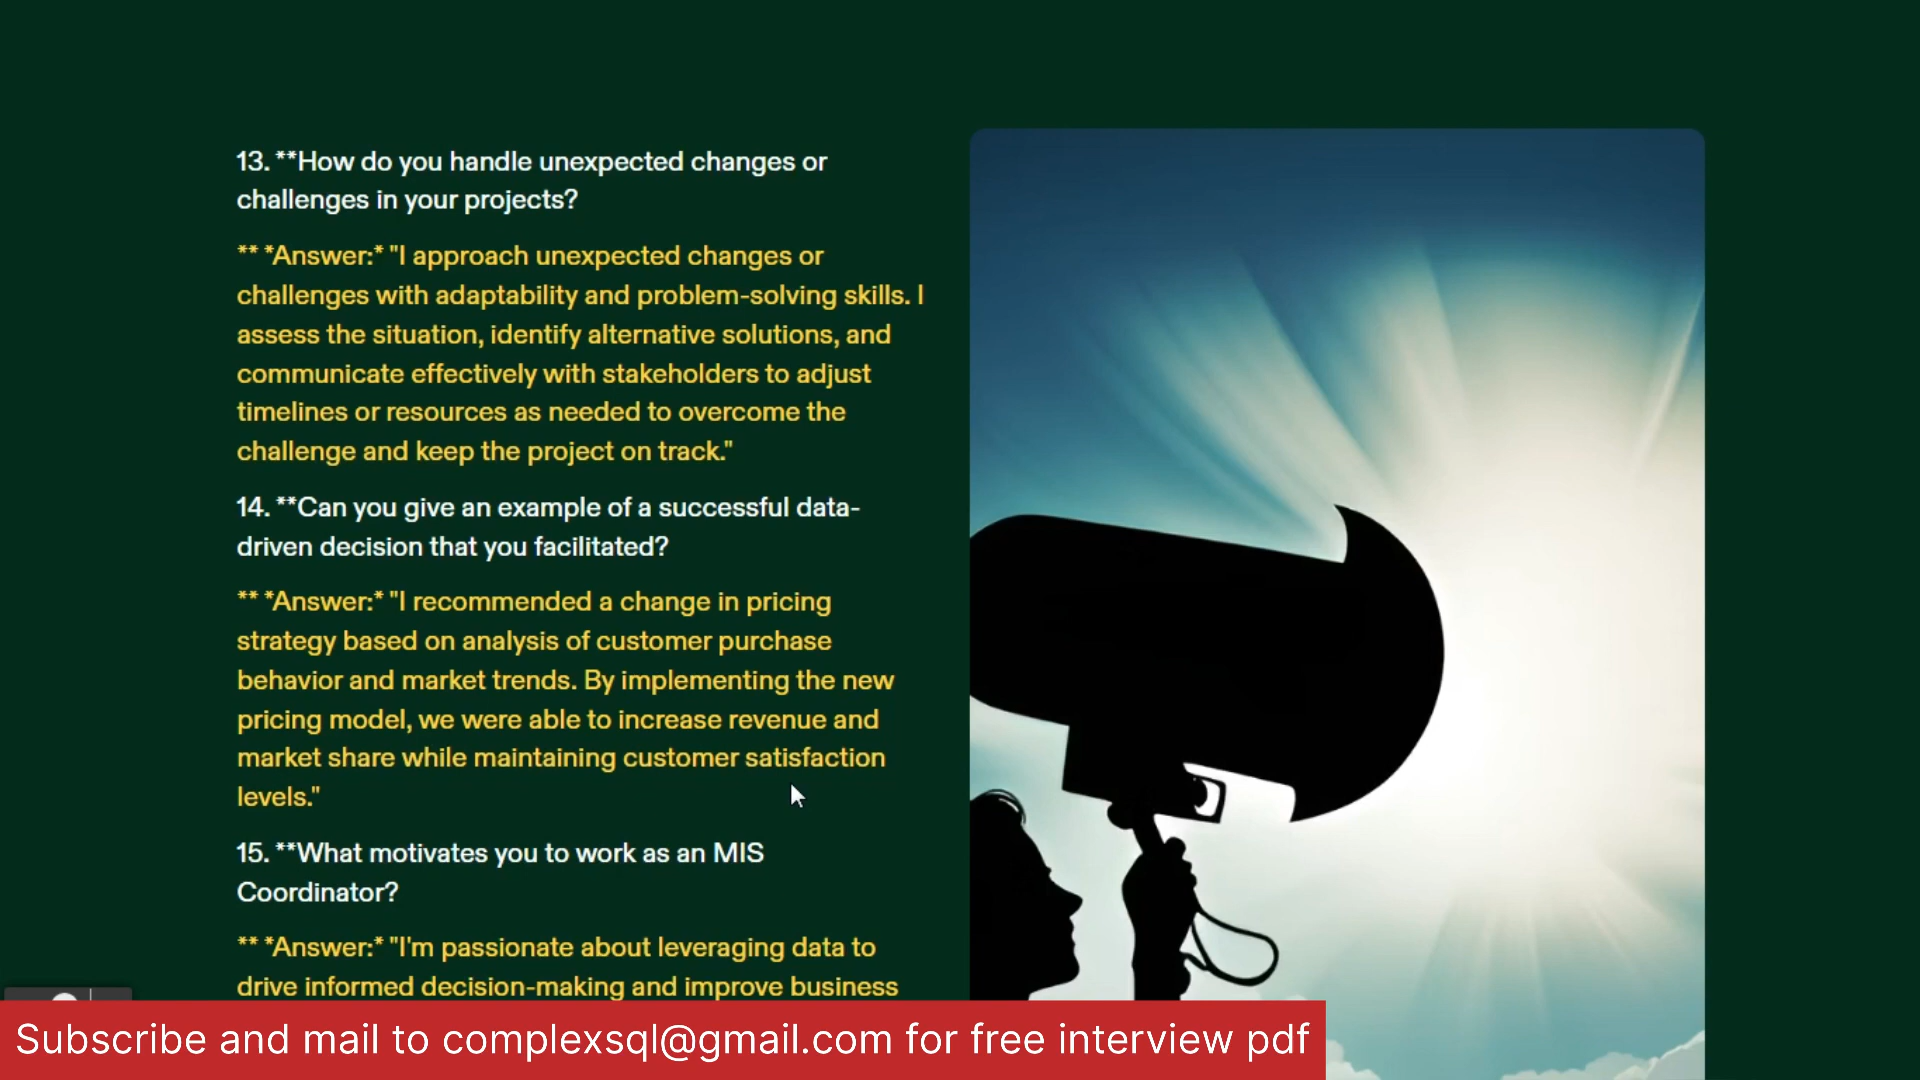 13. **How do you handle unexpected changes or
challenges in your projects?
** *Answer:* "I approach unexpected changes or
challenges with adaptability and problem-solving skills. I
assess the situation, identify alternative solutions, and
communicate effectively with stakeholders to adjust
timelines or resources as needed to overcome the
challenge and keep the project on track."
14. **Can you give an example of a successful data-
driven decision that you facilitated?
** *Answer:* "I recommended a change in pricing
strategy based on analysis of customer purchase
behavior and market trends. By implementing the new
pricing model, we were able to increase revenue and
market share while maintaining customer satisfaction
levels."
15. **What motivates you to work as an MIS
Coordinator?
** *Answer:* "I'm passionate about leveraging data to
drive informed decision-making and improve business
Subscribe and mail to complexsql@gmail.com for free interview pdf